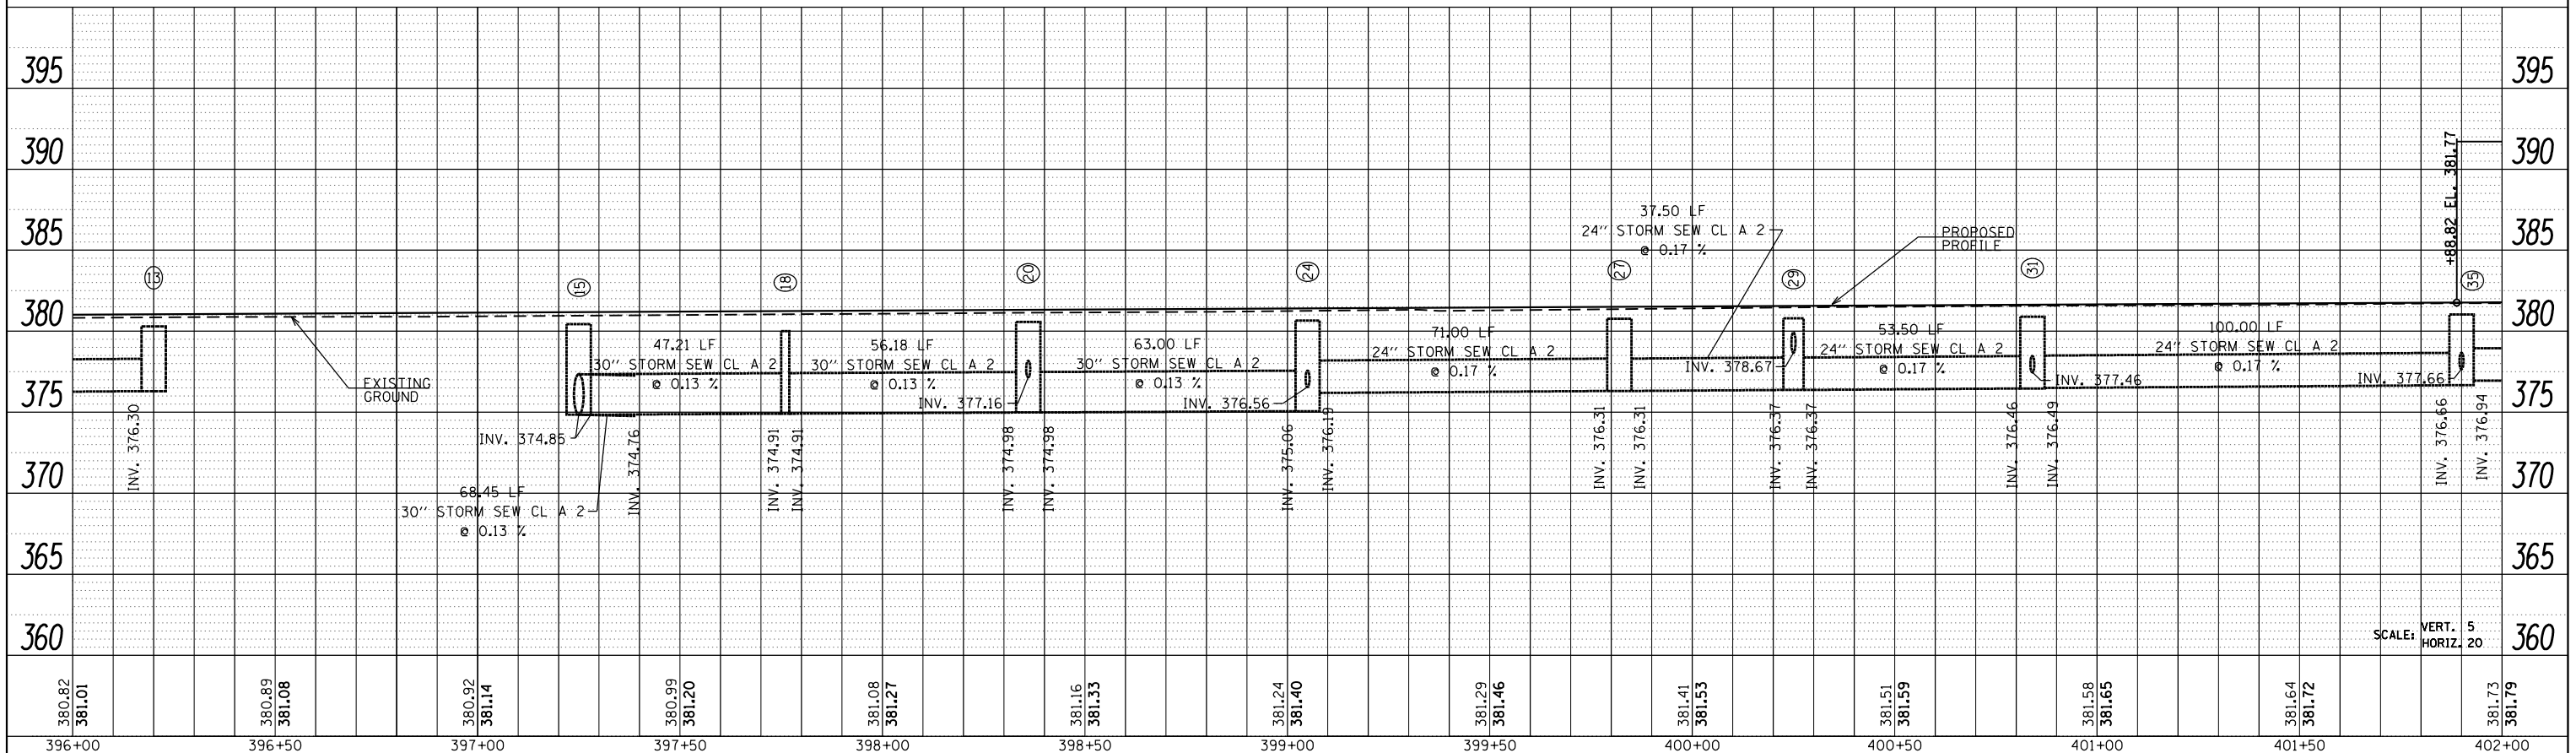 395
395
390
390
385
385
380
380
375
375
370
370
365
365
360
360
+88.82 EL. 381.77
37.50 LF
24'' STORM SEW CL A 2
@ 0.17 %
PROPOSED
PROFILE
13
15
18
20
24
27
29
31
35
EXISTING
GROUND
47.21 LF
30'' STORM SEW CL A 2
@ 0.13 %
56.18 LF
30'' STORM SEW CL A 2
@ 0.13 %
63.00 LF
30'' STORM SEW CL A 2
@ 0.13 %
71.00 LF
24'' STORM SEW CL A 2
@ 0.17 %
53.50 LF
24'' STORM SEW CL A 2
@ 0.17 %
100.00 LF
24'' STORM SEW CL A 2
@ 0.17 %
INV. 377.16
INV. 376.56
INV. 378.67
INV. 377.46
INV. 377.66
INV. 376.30
INV. 374.85
INV. 374.76
INV. 374.91
INV. 374.91
INV. 374.98
INV. 374.98
INV. 375.06
INV. 376.19
INV. 376.31
INV. 376.31
INV. 376.37
INV. 376.37
INV. 376.46
INV. 376.49
INV. 376.66
INV. 376.94
68.45 LF
30'' STORM SEW CL A 2
@ 0.13 %
SCALE: VERT. 5
HORIZ. 20
380.82
381.01
380.89
381.08
380.92
381.14
380.99
381.20
381.08
381.27
381.16
381.33
381.24
381.40
381.29
381.46
381.41
381.53
381.51
381.59
381.58
381.65
381.64
381.72
381.73
381.79
396+00
396+50
397+00
397+50
398+00
398+50
399+00
399+50
400+00
400+50
401+00
401+50
402+00